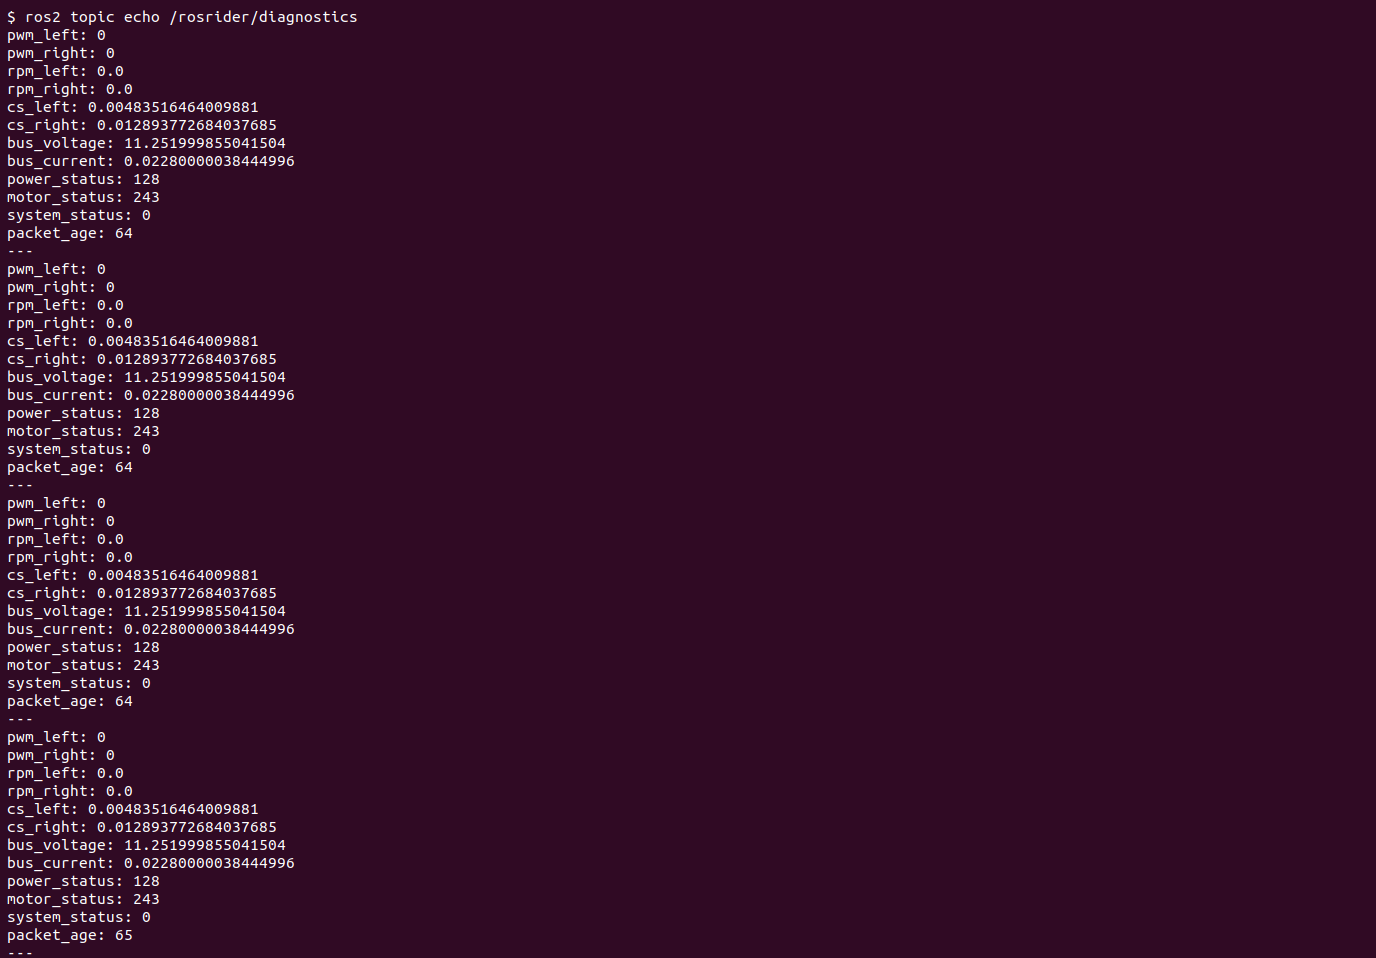 $ ros2 topic echo /rosrider/diagnostics
pwm_left: 0
pwm_right: 0
rpm_left: 0.0
rpm_right: 0.0
cs_left: 0.00483516464009881
cs_right: 0.012893772684037685
bus_voltage: 11.251999855041504
bus_current: 0.02280000038444996
power_status: 128
motor_status: 243
system_status: 0
packet_age: 64
---
pwm_left: 0
pwm_right: 0
rpm_left: 0.0
rpm_right: 0.0
cs_left: 0.00483516464009881
cs_right: 0.012893772684037685
bus_voltage: 11.251999855041504
bus_current: 0.02280000038444996
power_status: 128
motor_status: 243
system_status: 0
packet_age: 64
---
pwm_left: 0
pwm_right: 0
rpm_left: 0.0
rpm_right: 0.0
cs_left: 0.00483516464009881
cs_right: 0.012893772684037685
bus_voltage: 11.251999855041504
bus_current: 0.02280000038444996
power_status: 128
motor_status: 243
system_status: 0
packet_age: 64
---
pwm_left: 0
pwm_right: 0
rpm_left: 0.0
rpm_right: 0.0
cs_left: 0.00483516464009881
cs_right: 0.012893772684037685
bus_voltage: 11.251999855041504
bus_current: 0.02280000038444996
power_status: 128
motor_status: 243
system_status: 0
packet_age: 65
---